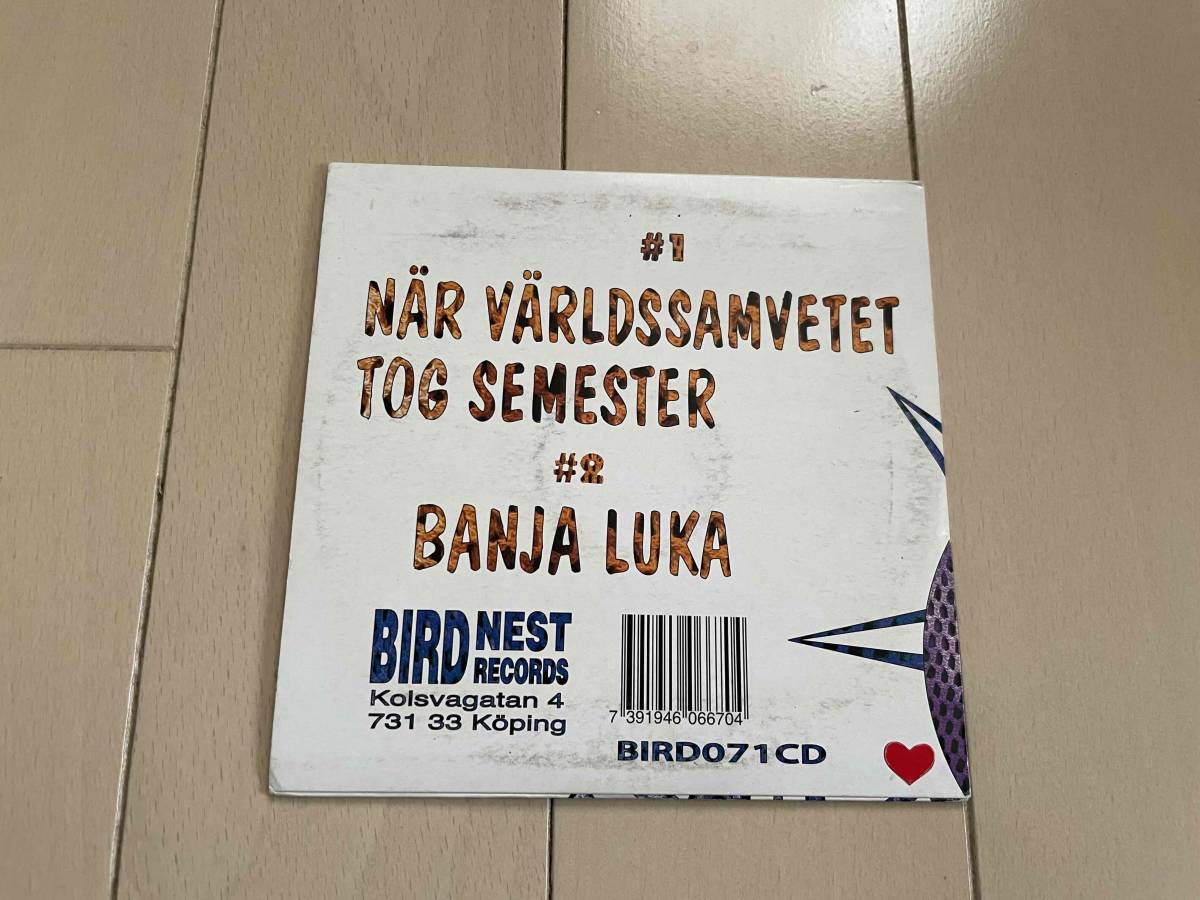 #1
NÄR VÄRLDSSAMVETET
TOG SEMESTER
#2
BANJA LUKA
BIRD NEST
RECORDS
Kolsvagatan 4
731 33 Köping
7 391946 066704
BIRD071CD